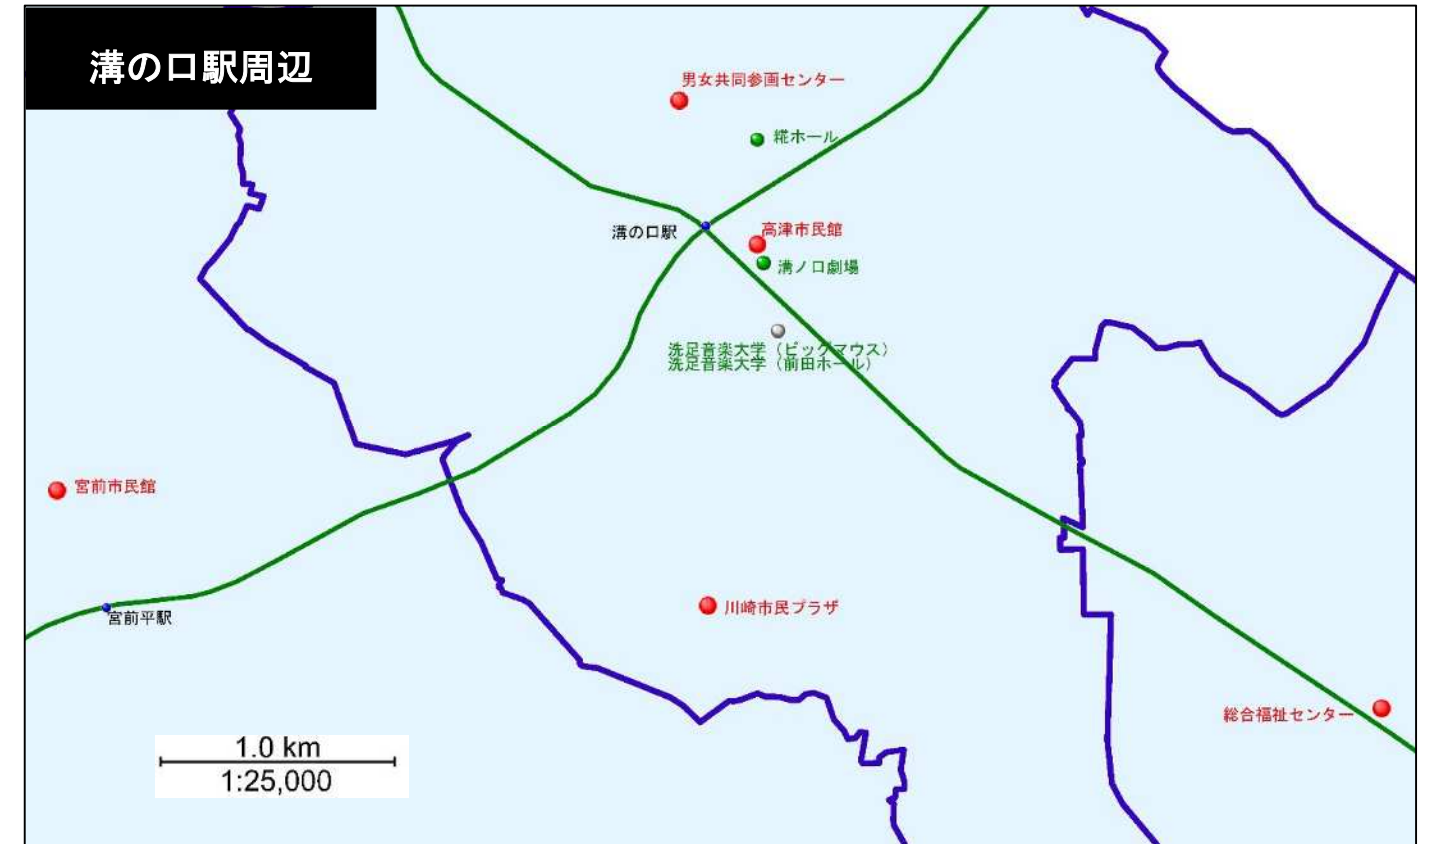 溝の口駅周辺
男女共同参画センター
糀ホール
溝の口駅
高津市民館
溝ノ口劇場
洗足音楽大学（ビッグマウス）
洗足音楽大学（前田ホール）
宮前市民館
宮前平駅
川崎市民プラザ
総合福祉センター
1.0 km
1:25,000